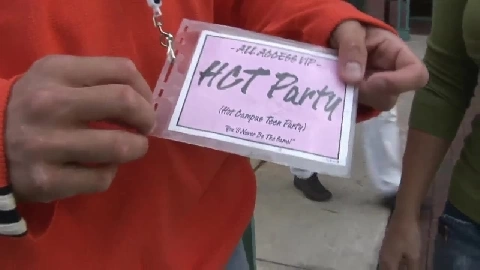 - ALL ACCESS VIP -
HCT Party
(Hot Campus Teen Party)
"You'll Never Be The Same!"